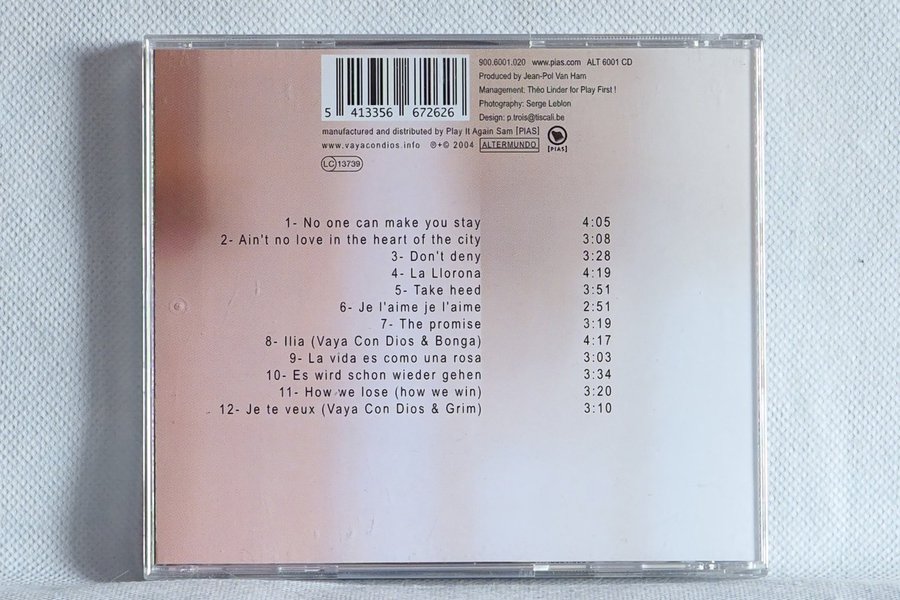 900.6001.020 www.pias.com ALT 6001 CD
Produced by Jean-Pol Van Ham
Management: Théo Linder for Play First !
Photography: Serge Leblon
Design: p.trois@tiscali.be
5 413356 672626
manufactured and distributed by Play It Again Sam [PIAS]
www.vayacondios.info ℗+© 2004 ALTERMUNDO [PIAS]
LC 13739
1- No one can make you stay 4:05
2- Ain't no love in the heart of the city 3:08
3- Don't deny 3:28
4- La Llorona 4:19
5- Take heed 3:51
6- Je l'aime je l'aime 2:51
7- The promise 3:19
8- Ilia (Vaya Con Dios & Bonga) 4:17
9- La vida es como una rosa 3:03
10- Es wird schon wieder gehen 3:34
11- How we lose (how we win) 3:20
12- Je te veux (Vaya Con Dios & Grim) 3:10